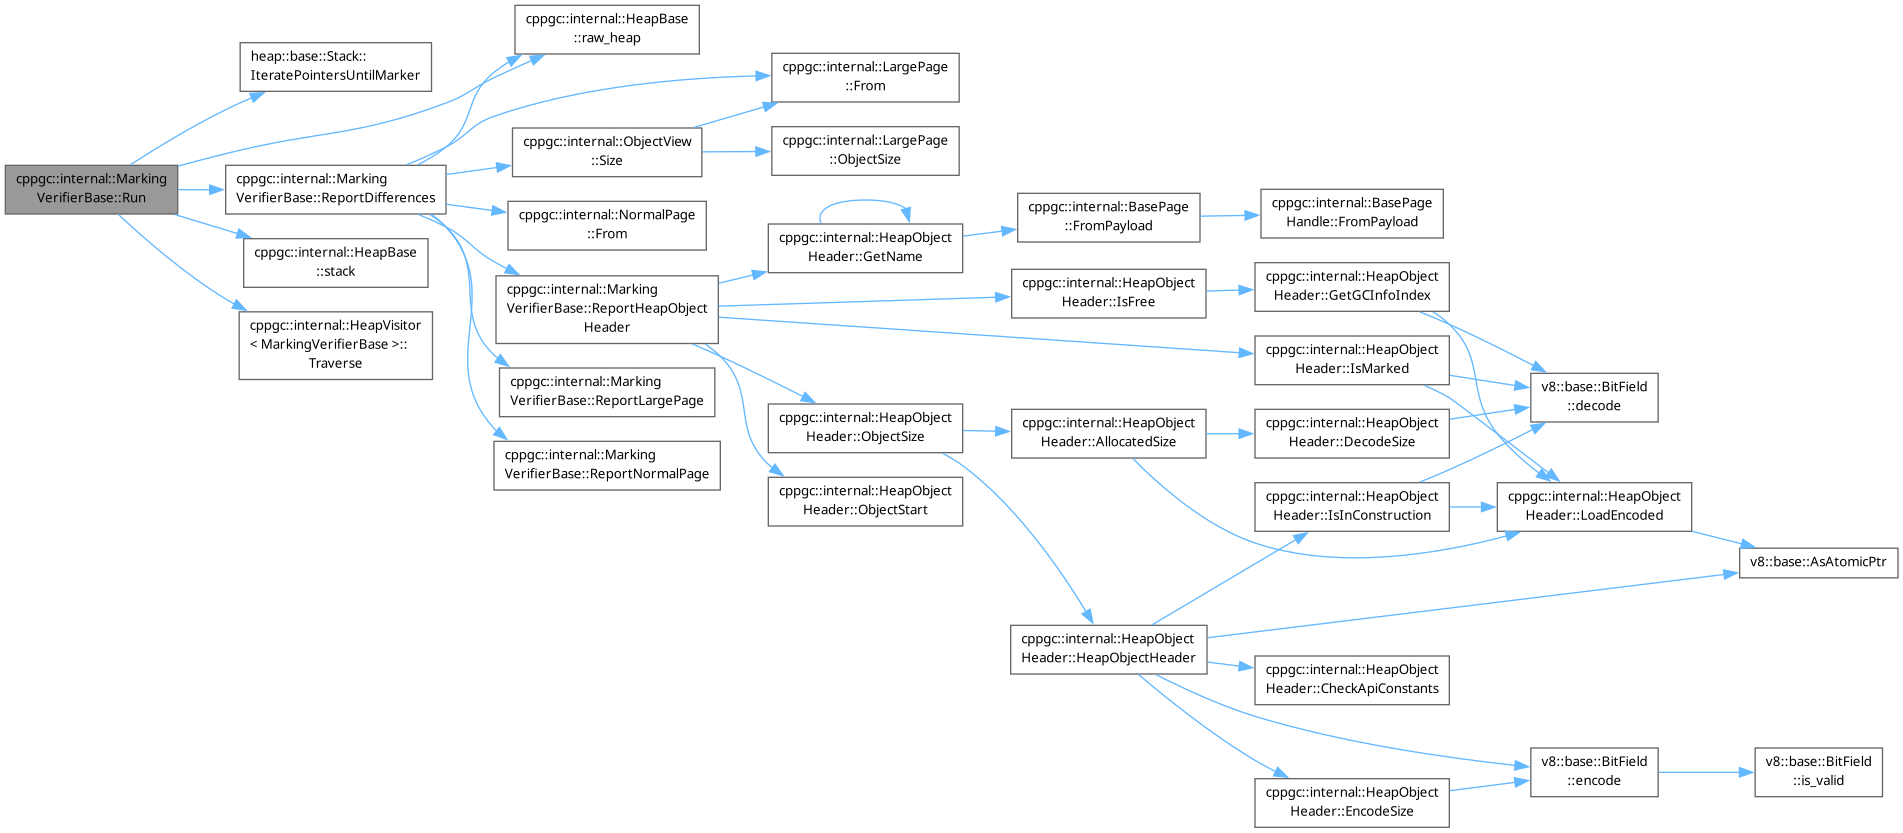 cppgc::internal::Marking
VerifierBase::Run
heap::base::Stack::
IteratePointersUntilMarker
cppgc::internal::HeapBase
::raw_heap
cppgc::internal::Marking
VerifierBase::ReportDifferences
cppgc::internal::HeapBase
::stack
cppgc::internal::HeapVisitor
< MarkingVerifierBase >::
Traverse
cppgc::internal::LargePage
::From
cppgc::internal::ObjectView
::Size
cppgc::internal::LargePage
::ObjectSize
cppgc::internal::NormalPage
::From
cppgc::internal::Marking
VerifierBase::ReportHeapObject
Header
cppgc::internal::Marking
VerifierBase::ReportLargePage
cppgc::internal::Marking
VerifierBase::ReportNormalPage
cppgc::internal::HeapObject
Header::GetName
cppgc::internal::BasePage
::FromPayload
cppgc::internal::BasePage
Handle::FromPayload
cppgc::internal::HeapObject
Header::IsFree
cppgc::internal::HeapObject
Header::GetGCInfoIndex
cppgc::internal::HeapObject
Header::IsMarked
v8::base::BitField
::decode
cppgc::internal::HeapObject
Header::ObjectSize
cppgc::internal::HeapObject
Header::AllocatedSize
cppgc::internal::HeapObject
Header::DecodeSize
cppgc::internal::HeapObject
Header::ObjectStart
cppgc::internal::HeapObject
Header::IsInConstruction
cppgc::internal::HeapObject
Header::LoadEncoded
v8::base::AsAtomicPtr
cppgc::internal::HeapObject
Header::HeapObjectHeader
cppgc::internal::HeapObject
Header::CheckApiConstants
v8::base::BitField
::encode
v8::base::BitField
::is_valid
cppgc::internal::HeapObject
Header::EncodeSize